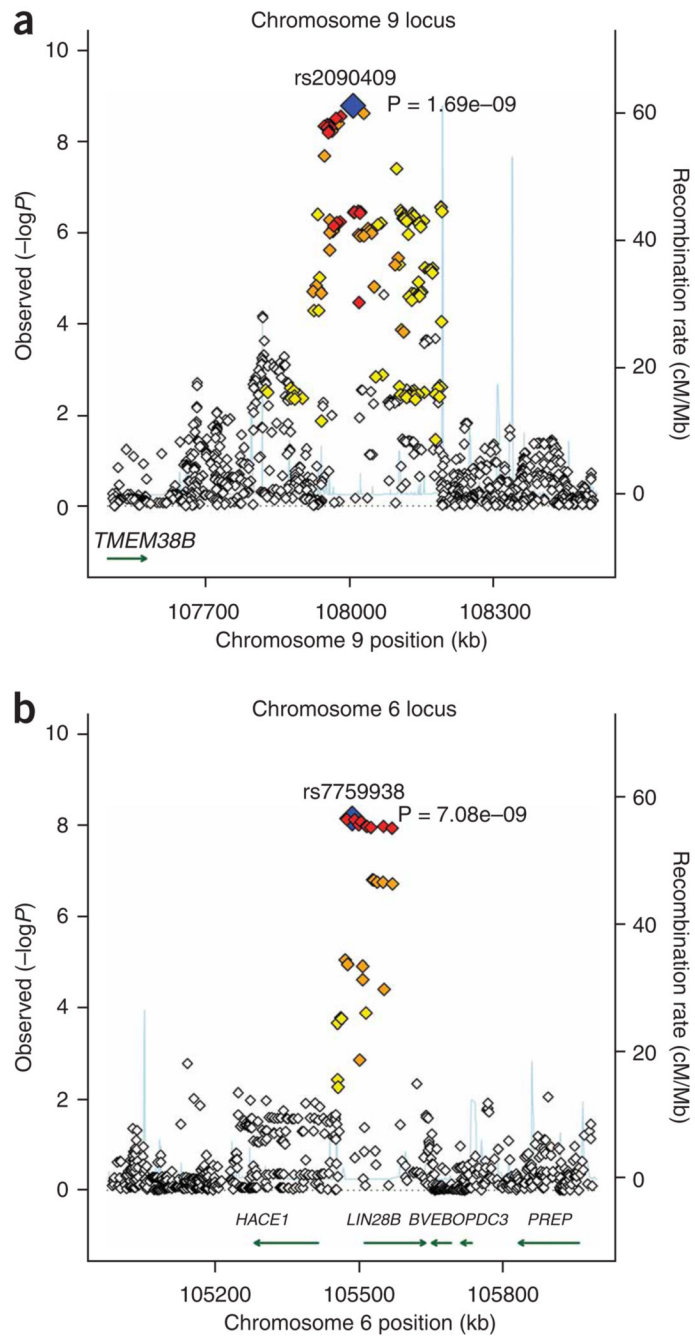 a
Chromosome 9 locus
rs2090409
P = 1.69e–09
10
8
6
4
2
0
Observed (–logP)
60
40
20
0
Recombination rate (cM/Mb)
TMEM38B
107700 108000 108300
Chromosome 9 position (kb)
b
Chromosome 6 locus
rs7759938
P = 7.08e–09
10
8
6
4
2
0
Observed (–logP)
60
40
20
0
Recombination rate (cM/Mb)
HACE1 LIN28B BVEBOPDC3 PREP
105200 105500 105800
Chromosome 6 position (kb)